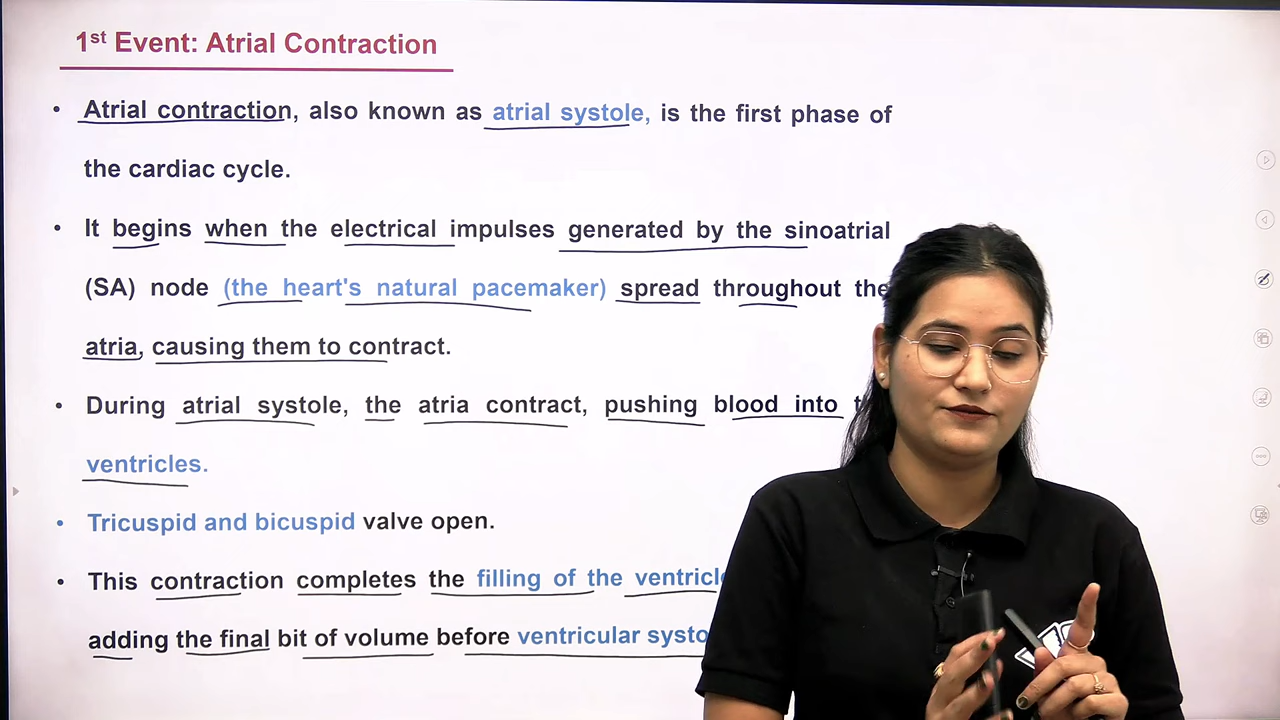 1st Event: Atrial Contraction
• Atrial contraction, also known as atrial systole, is the first phase of
the cardiac cycle.
• It begins when the electrical impulses generated by the sinoatrial
(SA) node (the heart's natural pacemaker) spread throughout the
atria, causing them to contract.
• During atrial systole, the atria contract, pushing blood into
ventricles.
• Tricuspid and bicuspid valve open.
• This contraction completes the filling of the
adding the final bit of volume before ventricular